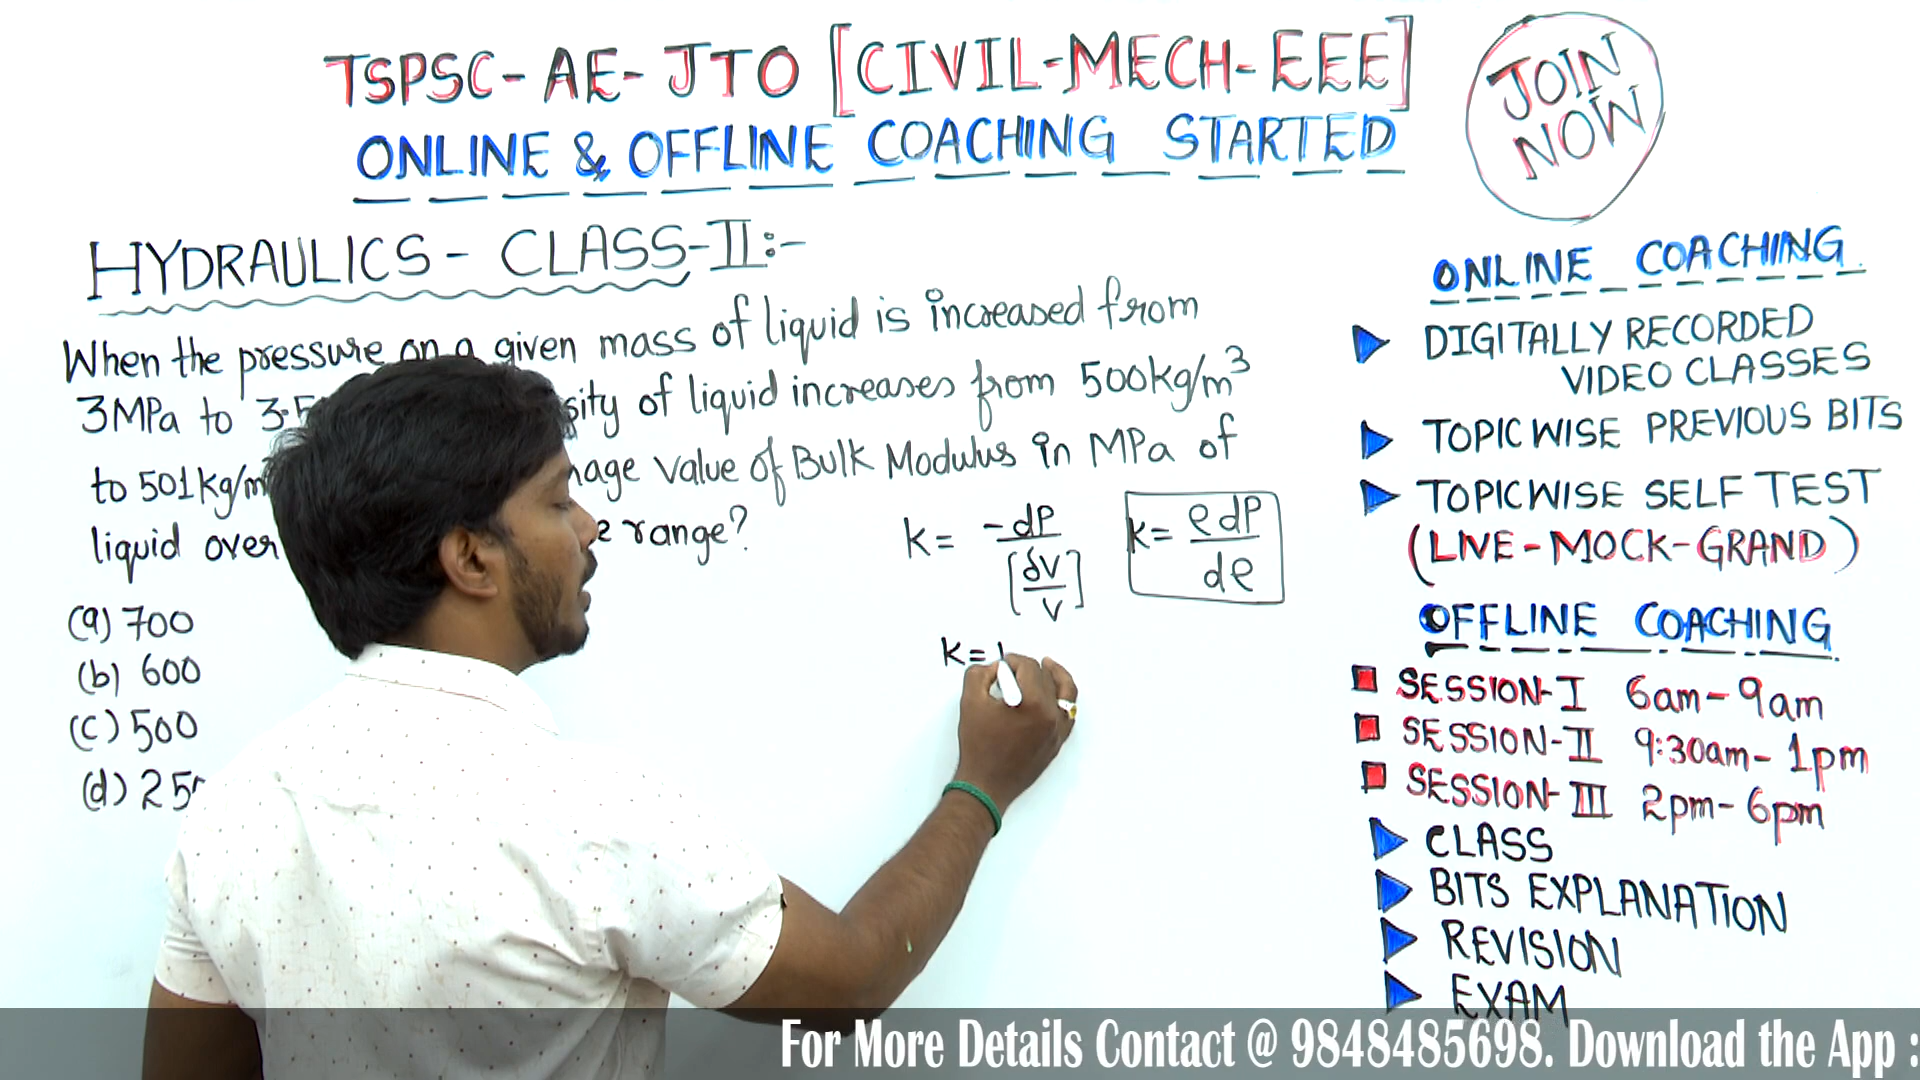 TSPSC- AE- JTO [CIVIL-MECH-EEE]
ONLINE & OFFLINE COACHING STARTED
JOIN
NOW
HYDRAULICS - CLASS-II:-
When the pressure on a given mass of liquid is increased from
3MPa to 3.5 of liquid increases from 500kg/m³
to 501kg/m³ value of Bulk Modulus in MPa of
liquid over range?
(a) 700
(b) 600
(c) 500
(d) 250
K= -dP/[δV/V]
K= ρdP/dρ
K=
ONLINE COACHING
DIGITALLY RECORDED
VIDEO CLASSES
TOPICWISE PREVIOUS BITS
TOPICWISE SELF TEST
(LIVE-MOCK-GRAND)
OFFLINE COACHING
SESSION-I 6am-9am
SESSION-II 9:30am-1pm
SESSION-III 2pm-6pm
CLASS
BITS EXPLANATION
REVISION
EXAM
For More Details Contact @ 9848485698. Download the App :